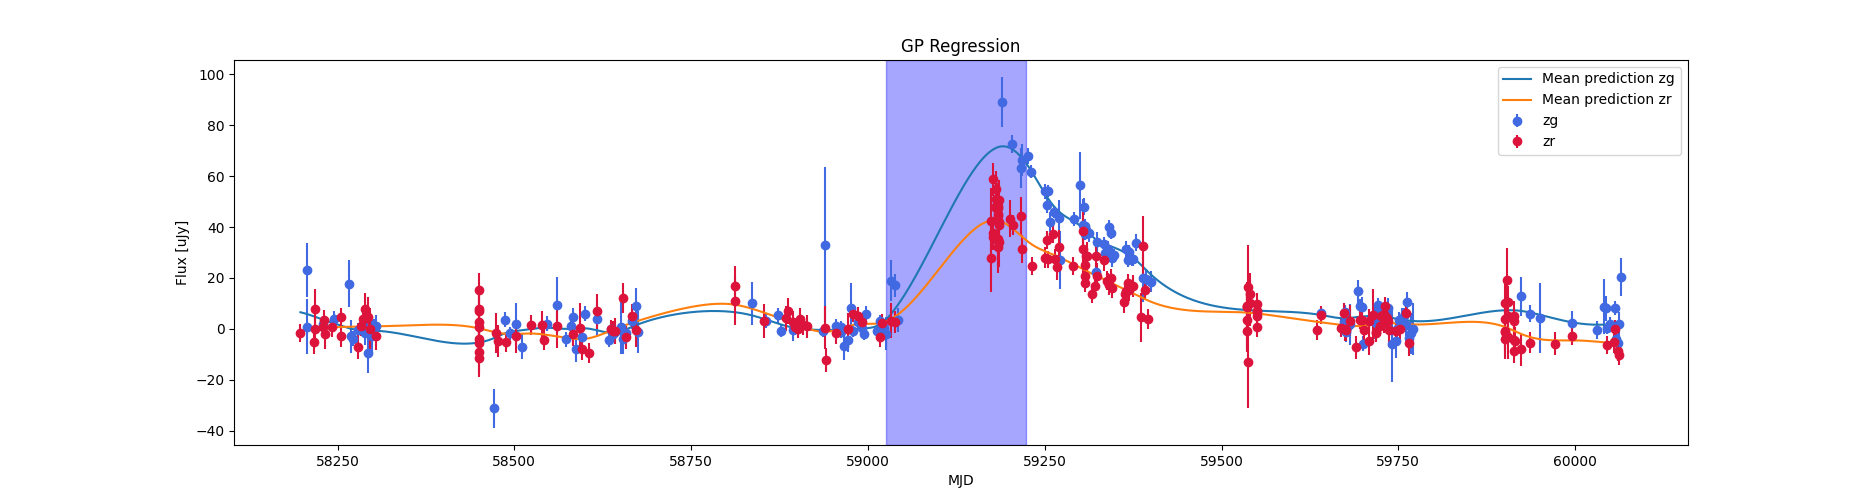 GP Regression
100
80
60
40
20
0
−20
−40
Flux [uJy]
58250
58500
58750
59000
59250
59500
59750
60000
MJD
Mean prediction zg
Mean prediction zr
zg
zr